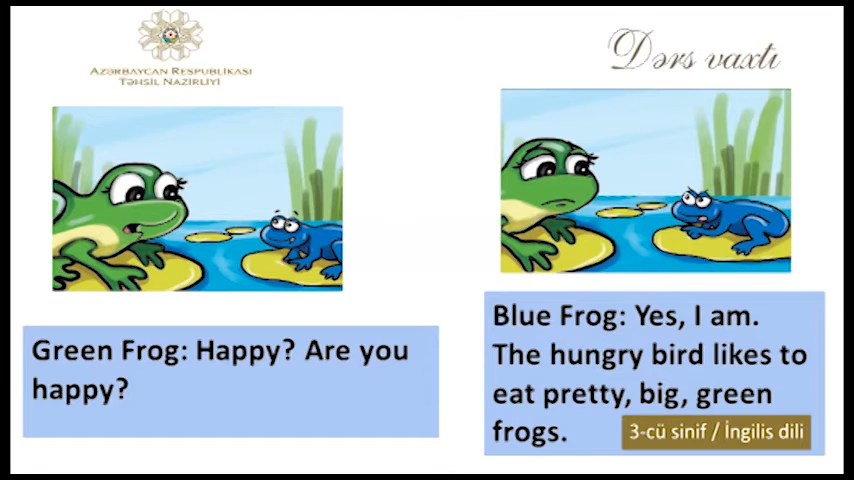 AZƏRBAYCAN RESPUBLİKASI
TƏHSİL NAZİRLİYİ
Dərs vaxtı
Green Frog: Happy? Are you
happy?
Blue Frog: Yes, I am.
The hungry bird likes to
eat pretty, big, green
frogs.
3-cü sinif / İngilis dili